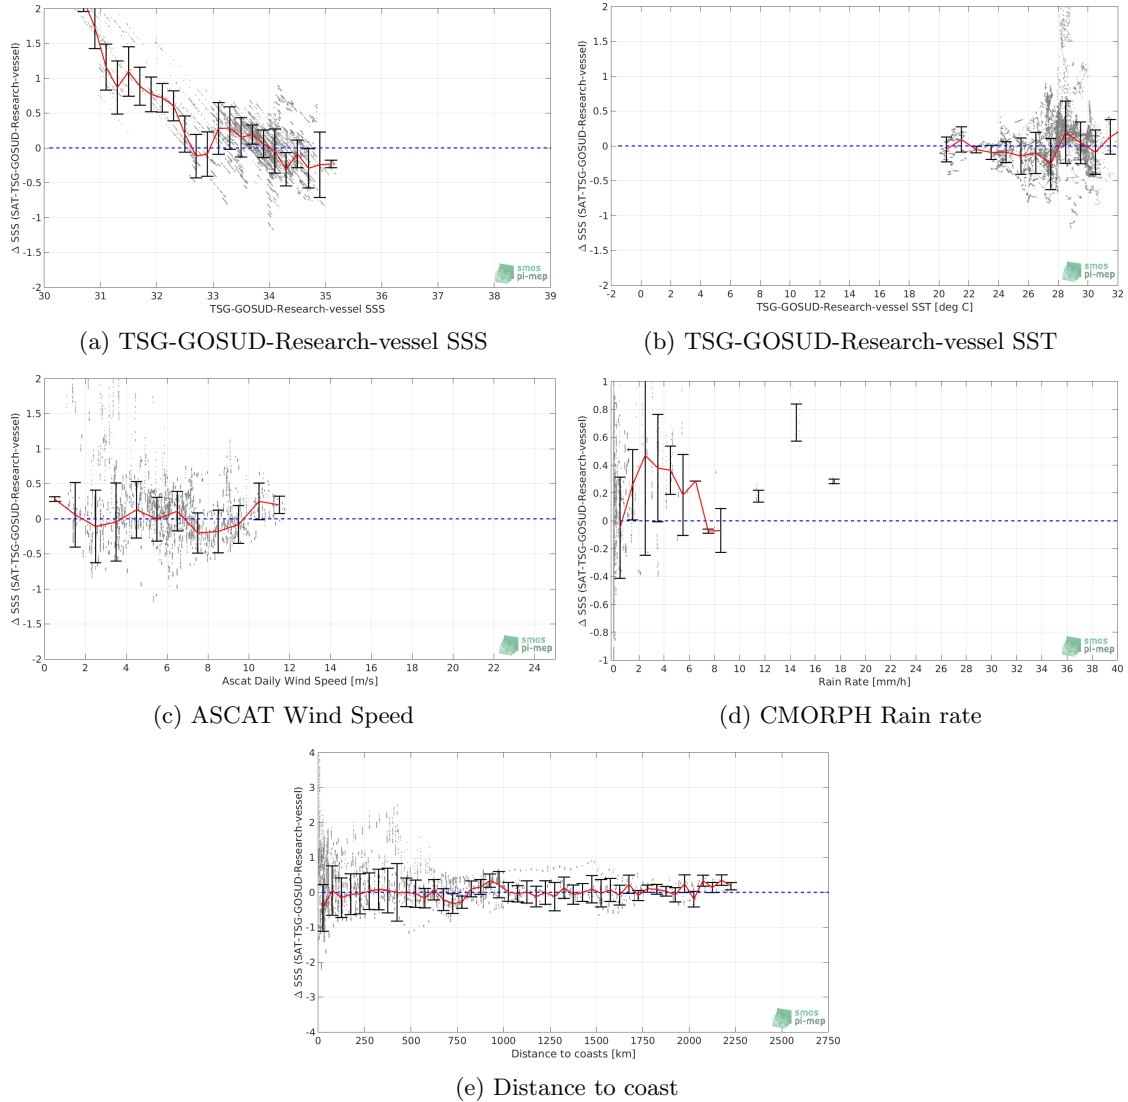 2
1.5
1
0.5
0
-0.5
-1
-1.5
-2
Δ SSS (SAT-TSG-GOSUD-Research-vessel)
30 31 32 33 34 35 36 37 38 39
TSG-GOSUD-Research-vessel SSS
smos
pi-mep
(a) TSG-GOSUD-Research-vessel SSS
2
1.5
1
0.5
0
-0.5
-1
-1.5
-2
Δ SSS (SAT-TSG-GOSUD-Research-vessel)
-2 0 2 4 6 8 10 12 14 16 18 20 22 24 26 28 30 32
TSG-GOSUD-Research-vessel SST [deg C]
smos
pi-mep
(b) TSG-GOSUD-Research-vessel SST
2
1.5
1
0.5
0
-0.5
-1
-1.5
-2
Δ SSS (SAT-TSG-GOSUD-Research-vessel)
0 2 4 6 8 10 12 14 16 18 20 22 24
Ascat Daily Wind Speed [m/s]
smos
pi-mep
(c) ASCAT Wind Speed
1
0.8
0.6
0.4
0.2
0
-0.2
-0.4
-0.6
-0.8
-1
Δ SSS (SAT-TSG-GOSUD-Research-vessel)
0 2 4 6 8 10 12 14 16 18 20 22 24 26 28 30 32 34 36 38 40
Rain Rate [mm/h]
smos
pi-mep
(d) CMORPH Rain rate
4
3
2
1
0
-1
-2
-3
-4
Δ SSS (SAT-TSG-GOSUD-Research-vessel)
0 250 500 750 1000 1250 1500 1750 2000 2250 2500 2750
Distance to coasts [km]
smos
pi-mep
(e) Distance to coast